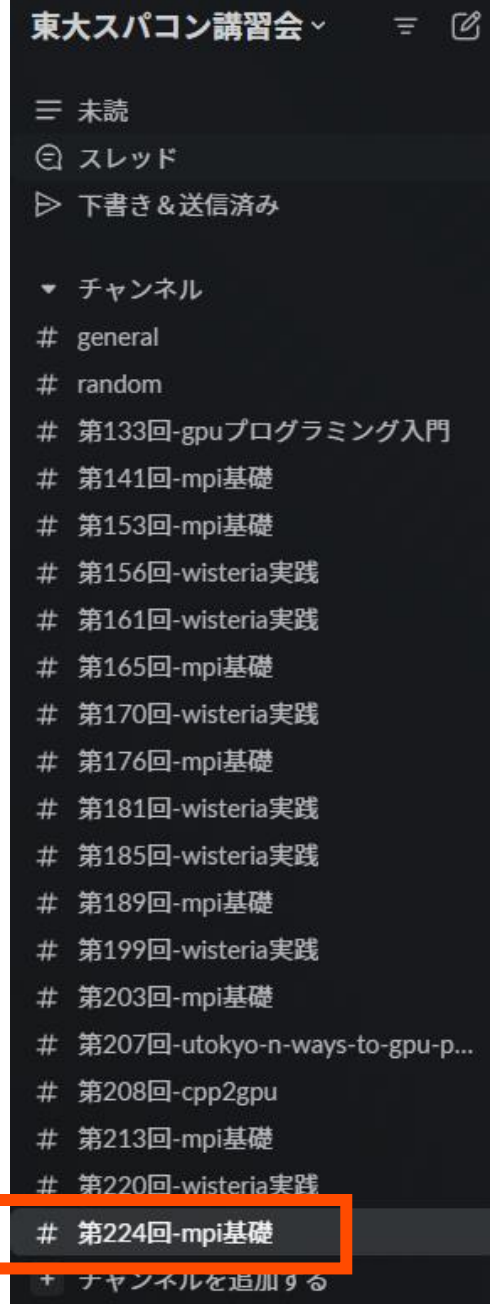 東大スパコン講習会
未読
スレッド
下書き＆送信済み
チャンネル
# general
# random
# 第133回-gpuプログラミング入門
# 第141回-mpi基礎
# 第153回-mpi基礎
# 第156回-wisteria実践
# 第161回-wisteria実践
# 第165回-mpi基礎
# 第170回-wisteria実践
# 第176回-mpi基礎
# 第181回-wisteria実践
# 第185回-wisteria実践
# 第189回-mpi基礎
# 第199回-wisteria実践
# 第203回-mpi基礎
# 第207回-utokyo-n-ways-to-gpu-p...
# 第208回-cpp2gpu
# 第213回-mpi基礎
# 第220回-wisteria実践
# 第224回-mpi基礎
+ チャンネルを追加する